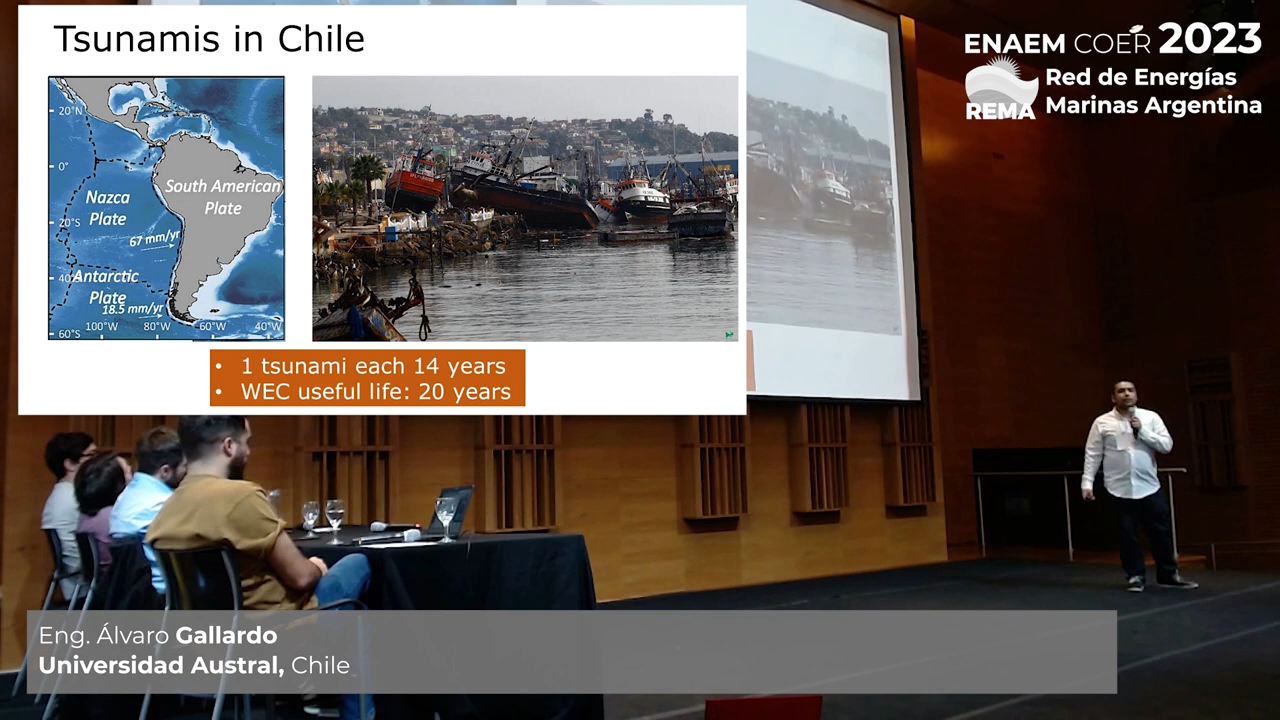 Tsunamis in Chile
20°N
0°
20°S
40°
60°S
100°W 80°W 60°W 40°W
Nazca
Plate
South American
Plate
67 mm/yr
Antarctic
Plate
18.5 mm/yr
• 1 tsunami each 14 years
• WEC useful life: 20 years
ENAEM COER 2023
REMA
Red de Energías
Marinas Argentina
Eng. Álvaro Gallardo
Universidad Austral, Chile